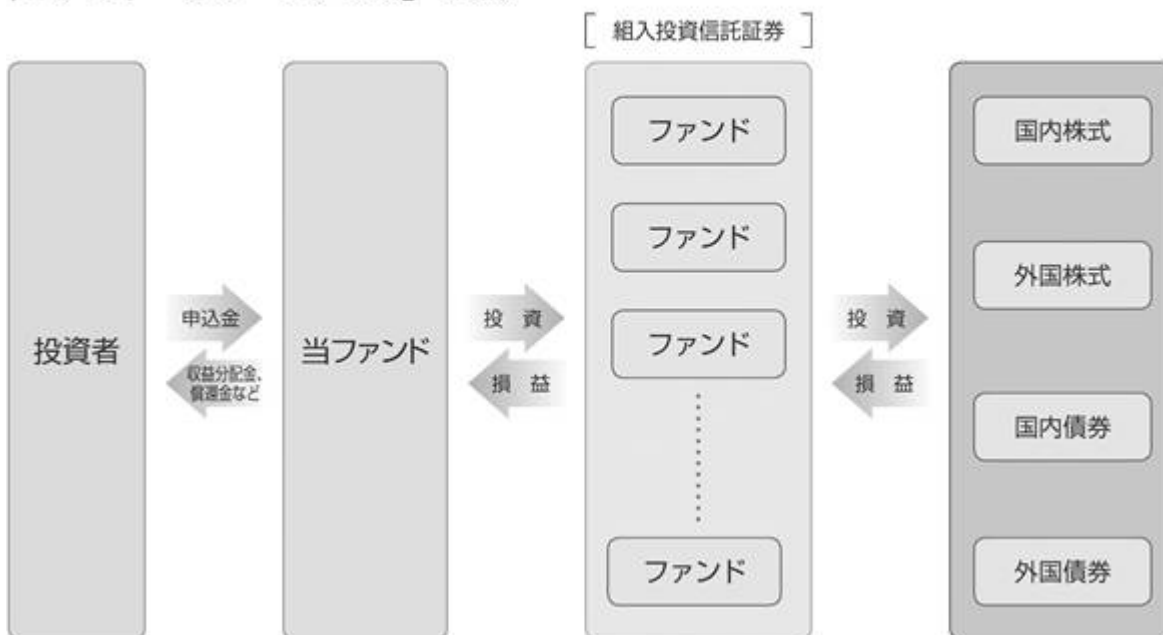 [ 組入投資信託証券 ]
投資者
申込金
収益分配金、
償還金など
当ファンド
投 資
損 益
ファンド
ファンド
ファンド
ファンド
投 資
損 益
国内株式
外国株式
国内債券
外国債券